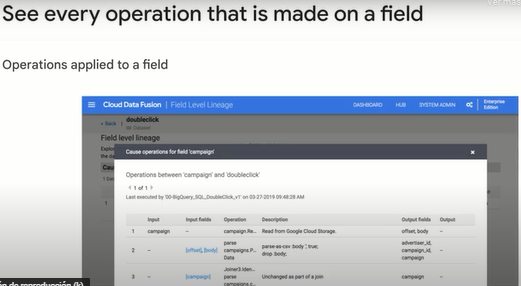 See every operation that is made on a field
Operations applied to a field
Cloud Data Fusion | Field Level Lineage
DASHBOARD HUB SYSTEM ADMIN Enterprise Edition
‹ Back doubleclick
Field level lineage
Cause operations for field 'campaign' ×
Operations between 'campaign' and 'doubleclick'
‹ 1 of 1 ›
Last executed by '00-BigQuery_SQL_DoubleClick_v1' on 03-27-2019 09:48:28 AM
Input Input fields Operation Description Output fields Output
1 campaign -- campaign.Re... Read from Google Cloud Storage. offset, body
2 -- [offset], [body] parse campaigns.P... Data parse-as-csv :body ',' true; drop :body; advertiser_id, campaign_id, campaign
3 -- [campaign] Joiner3.Iden... parse campaigns.c... Unchanged as part of a join campaign --
de reproducción (k)